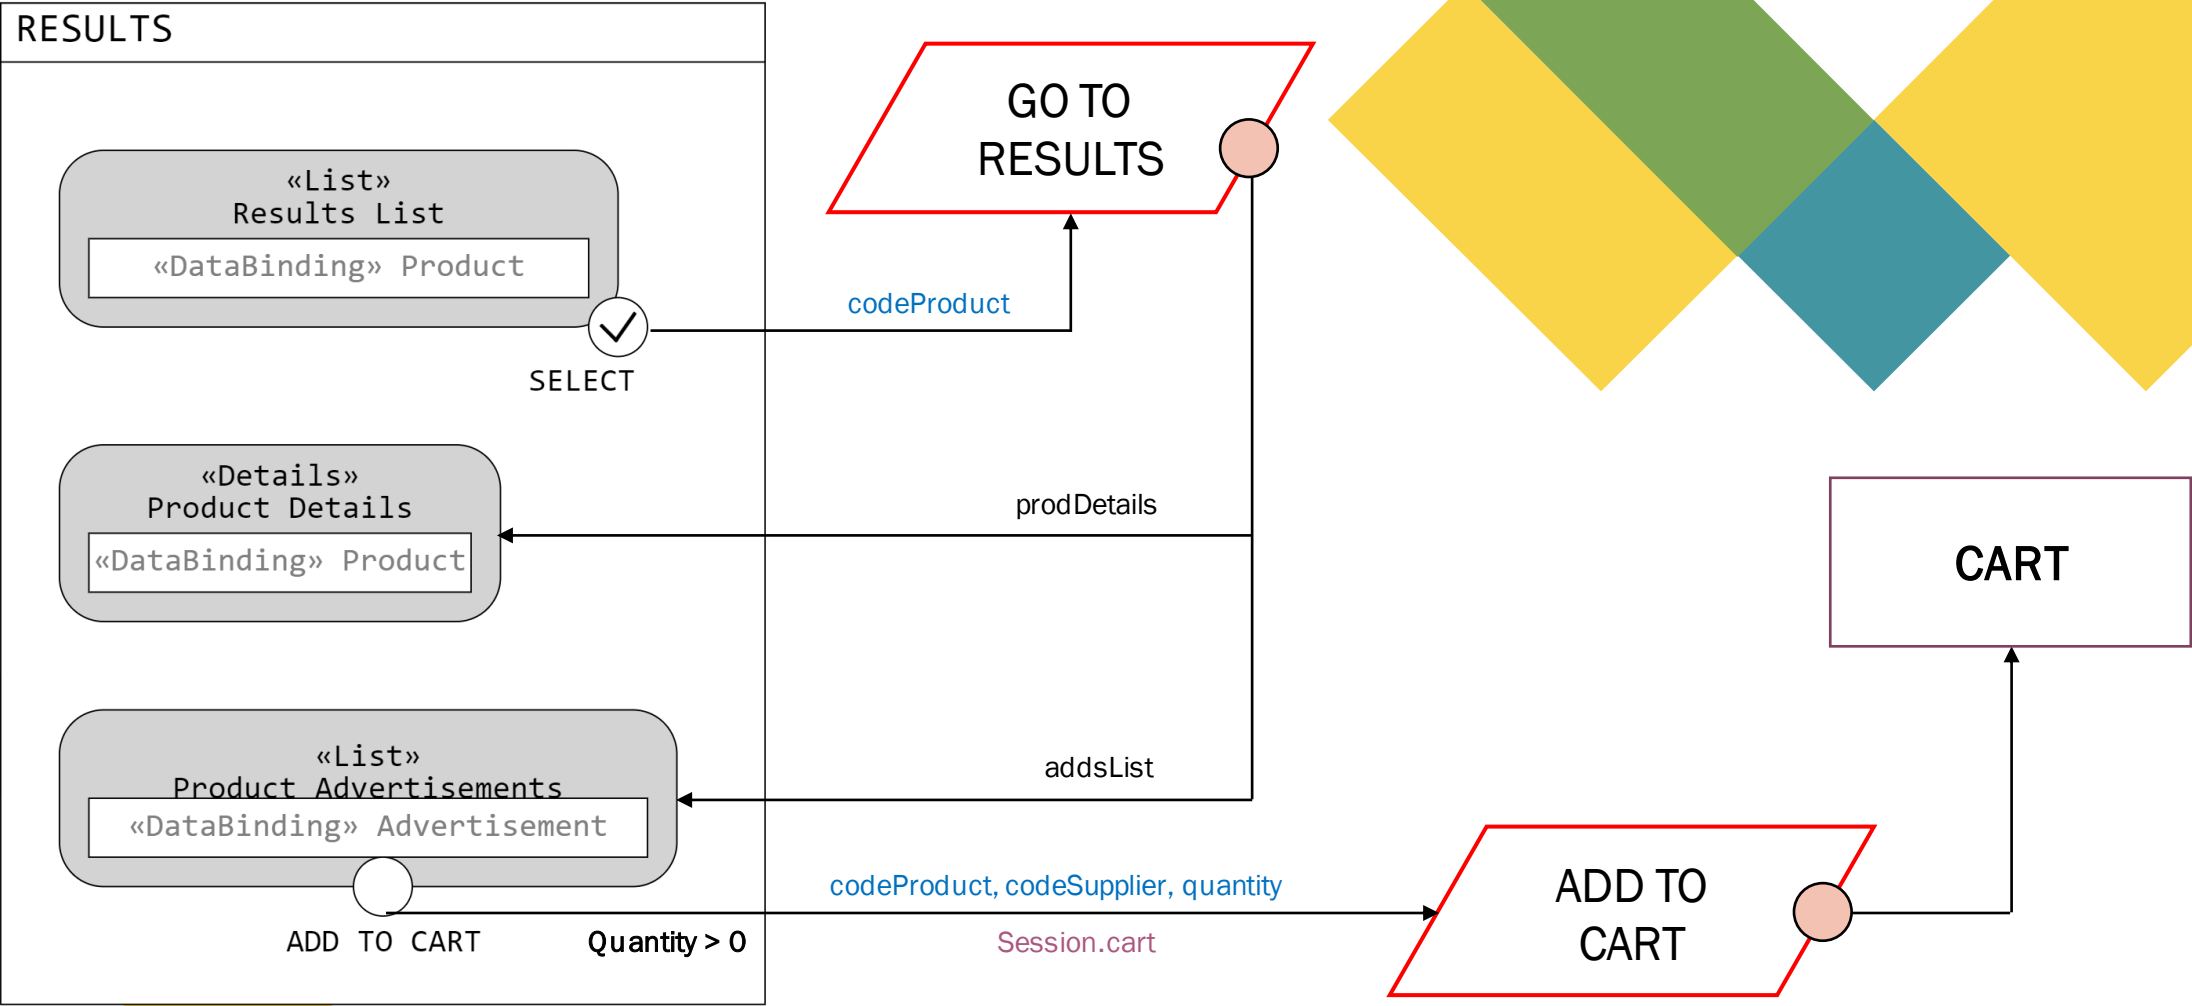 RESULTS
GO TO
RESULTS
«List»
Results List
«DataBinding» Product
codeProduct
SELECT
«Details»
Product Details
«DataBinding» Product
prodDetails
CART
«List»
Product Advertisements
«DataBinding» Advertisement
addsList
codeProduct, codeSupplier, quantity
ADD TO
CART
ADD TO CART
Quantity > 0
Session.cart